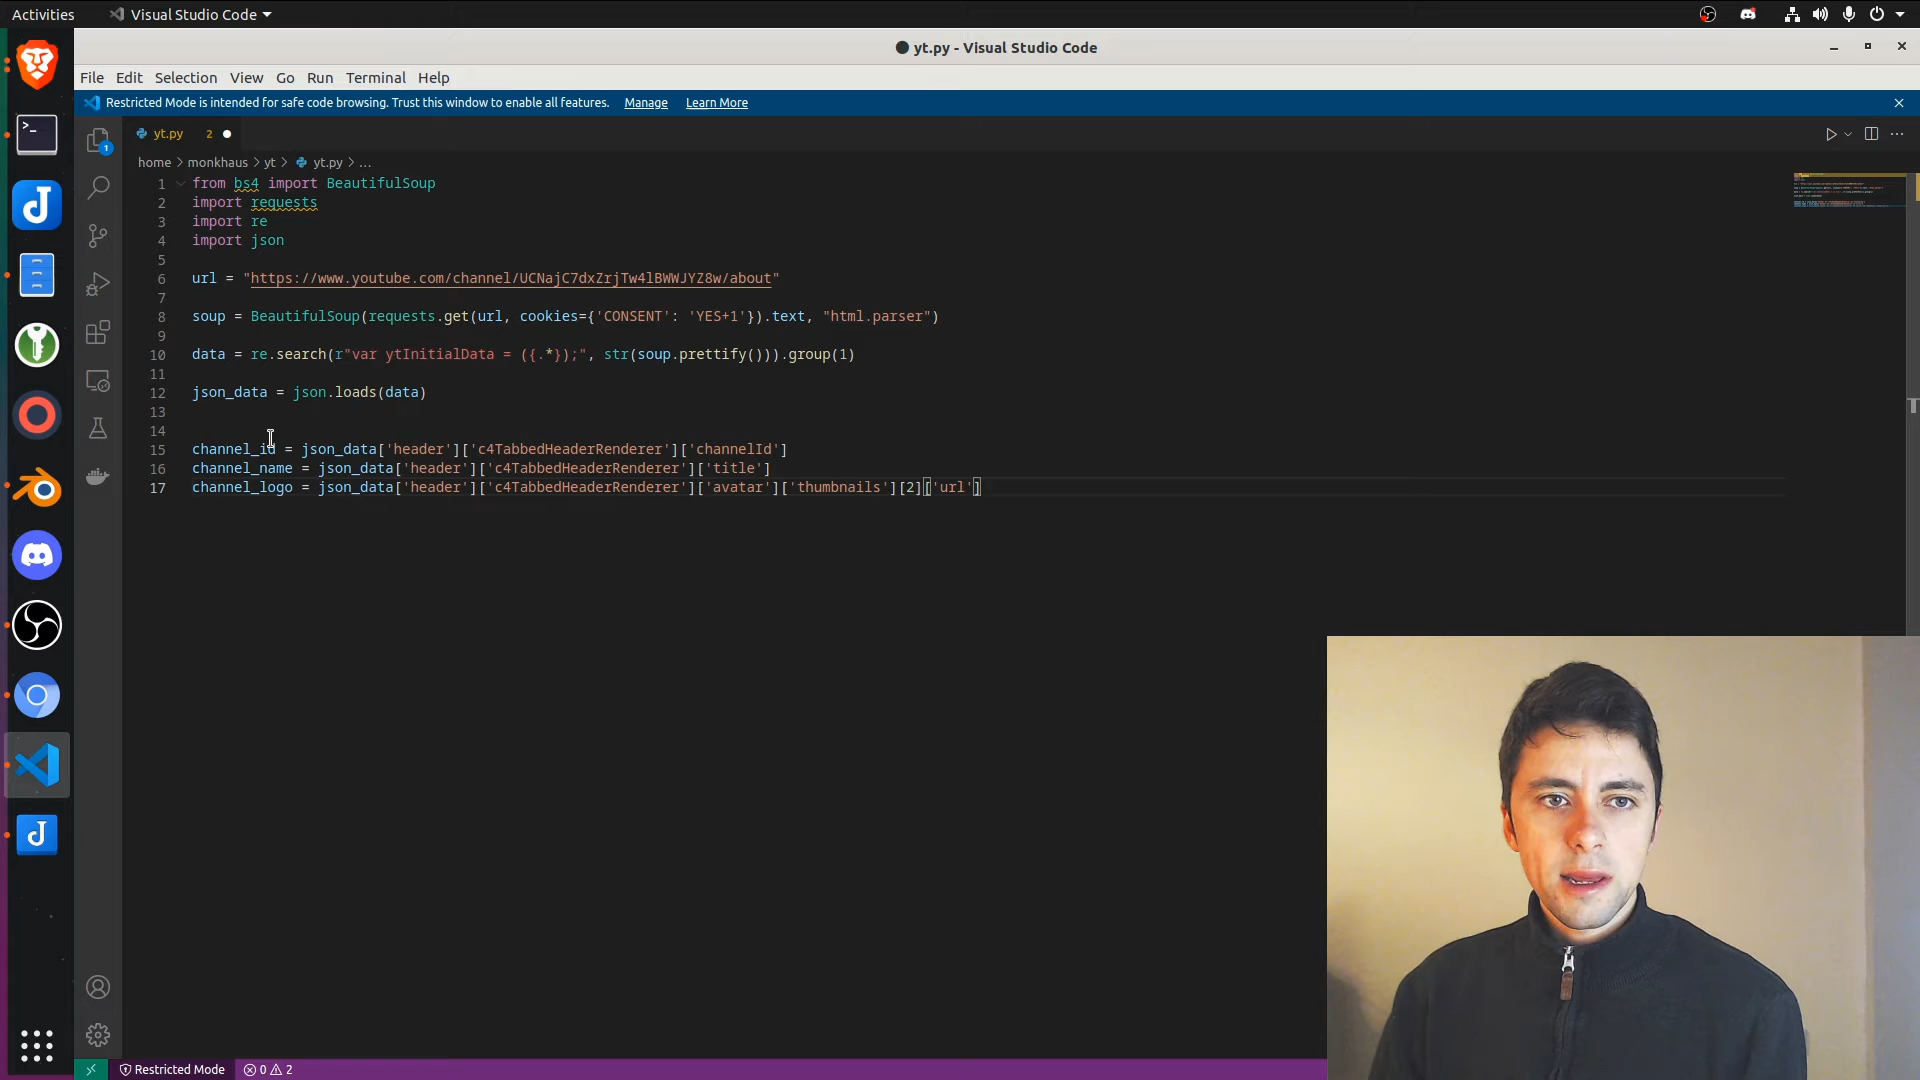 Activities Visual Studio Code
yt.py - Visual Studio Code
File Edit Selection View Go Run Terminal Help
Restricted Mode is intended for safe code browsing. Trust this window to enable all features. Manage Learn More
yt.py 2
home > monkhaus > yt > yt.py > ...
1 from bs4 import BeautifulSoup
2 import requests
3 import re
4 import json
5
6 url = "https://www.youtube.com/channel/UCNajC7dxZrjTw4lBWWJYZ8w/about"
7
8 soup = BeautifulSoup(requests.get(url, cookies={'CONSENT': 'YES+1'}).text, "html.parser")
9
10 data = re.search(r"var ytInitialData = ({.*});", str(soup.prettify())).group(1)
11
12 json_data = json.loads(data)
13
14
15 channel_id = json_data['header']['c4TabbedHeaderRenderer']['channelId']
16 channel_name = json_data['header']['c4TabbedHeaderRenderer']['title']
17 channel_logo = json_data['header']['c4TabbedHeaderRenderer']['avatar']['thumbnails'][2]['url']
1
Restricted Mode 0 2